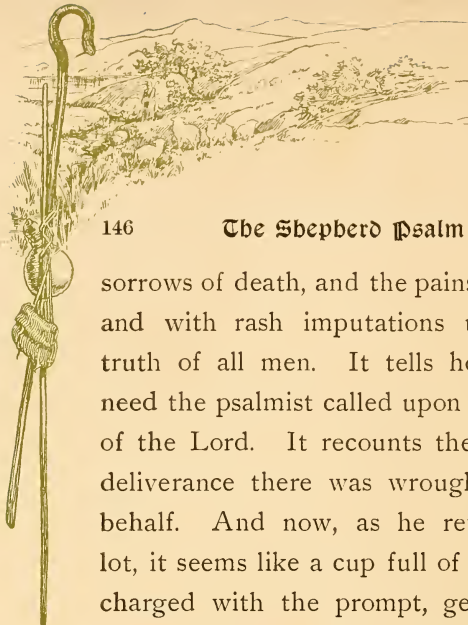 146 The Shepherd Psalm
sorrows of death, and the pains
and with rash imputations
truth of all men. It tells
need the psalmist called upon
of the Lord. It recounts the
deliverance there was wrough
behalf. And now, as he re
lot, it seems like a cup full of
charged with the prompt, ge